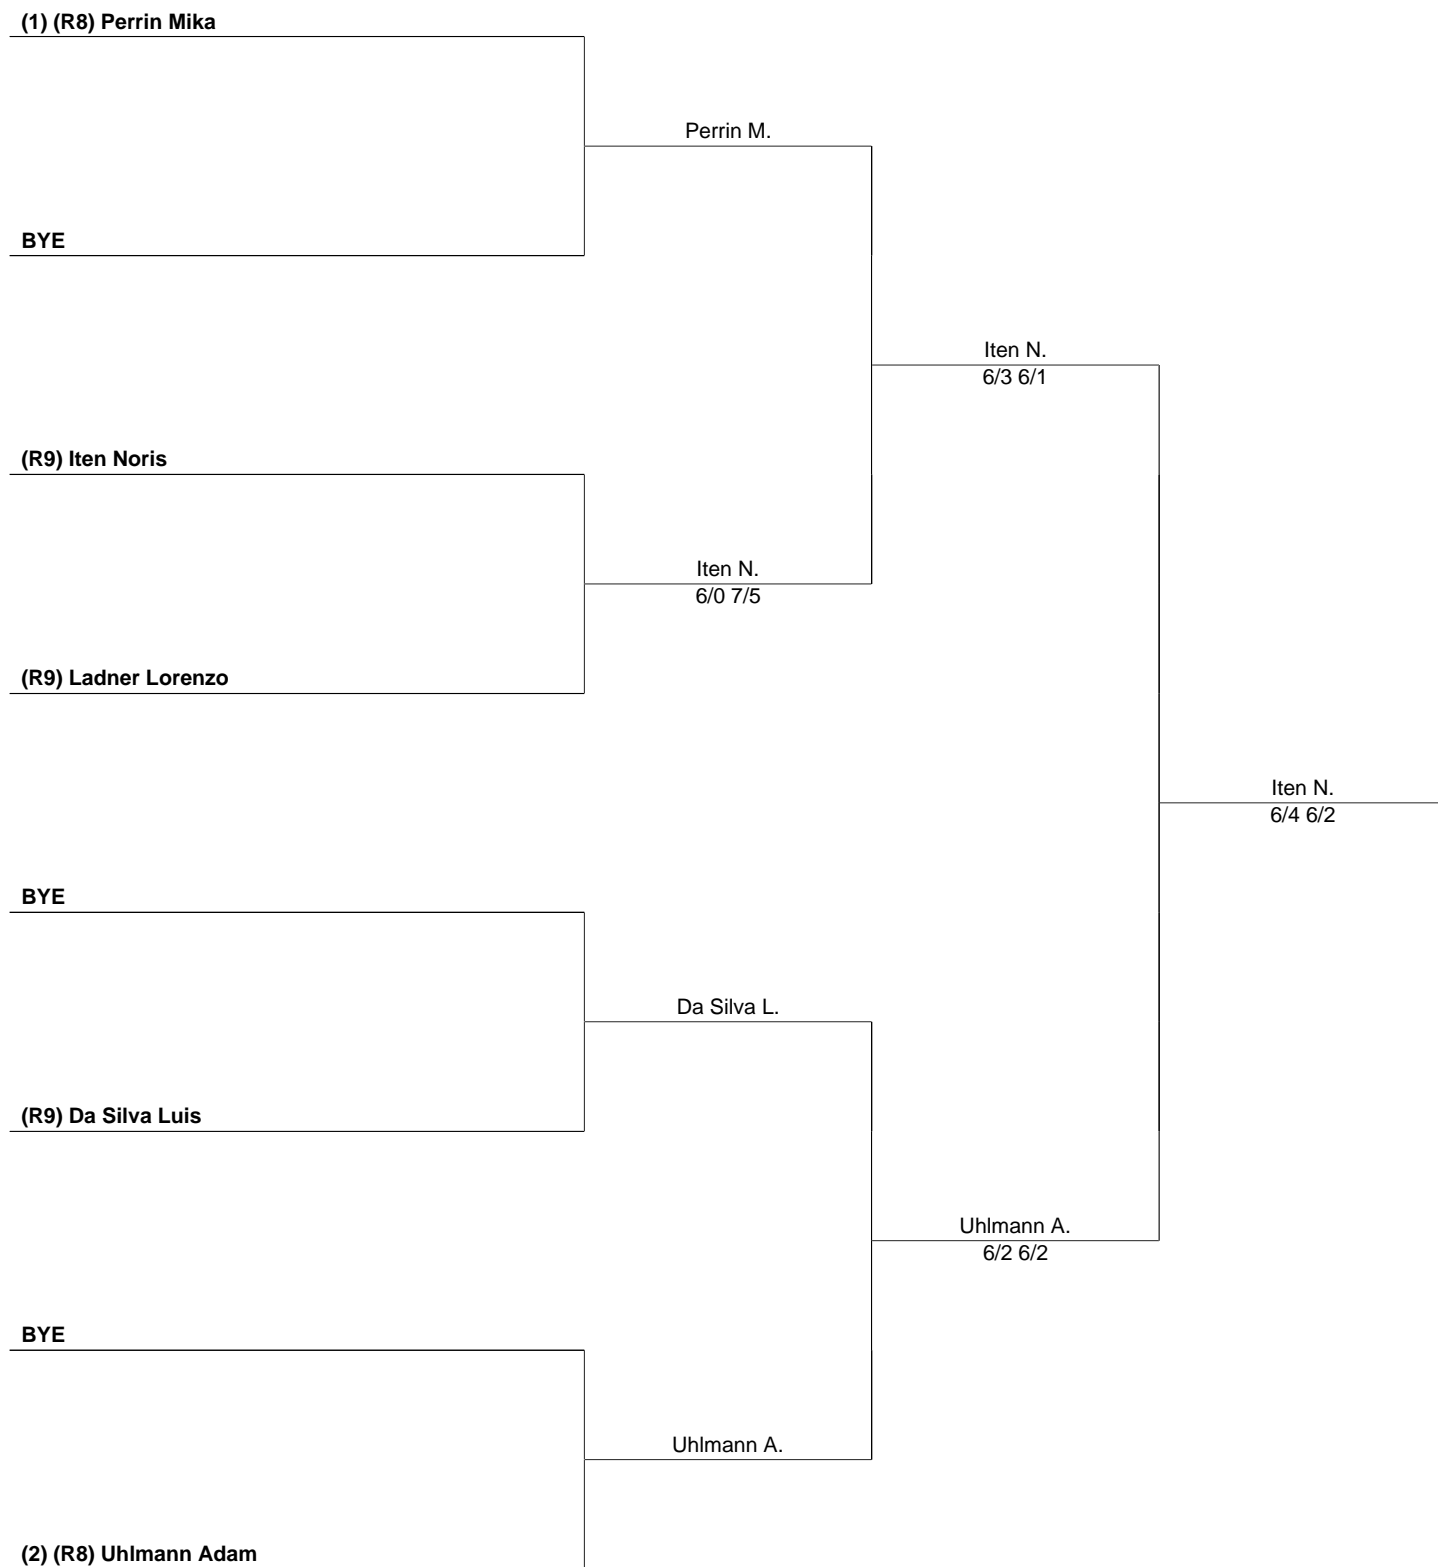 (1) (R8) Perrin Mika
Perrin M.
BYE
Iten N.
6/3 6/1
(R9) Iten Noris
Iten N.
6/0 7/5
(R9) Ladner Lorenzo
Iten N.
6/4 6/2
BYE
Da Silva L.
(R9) Da Silva Luis
Uhlmann A.
6/2 6/2
BYE
Uhlmann A.
(2) (R8) Uhlmann Adam